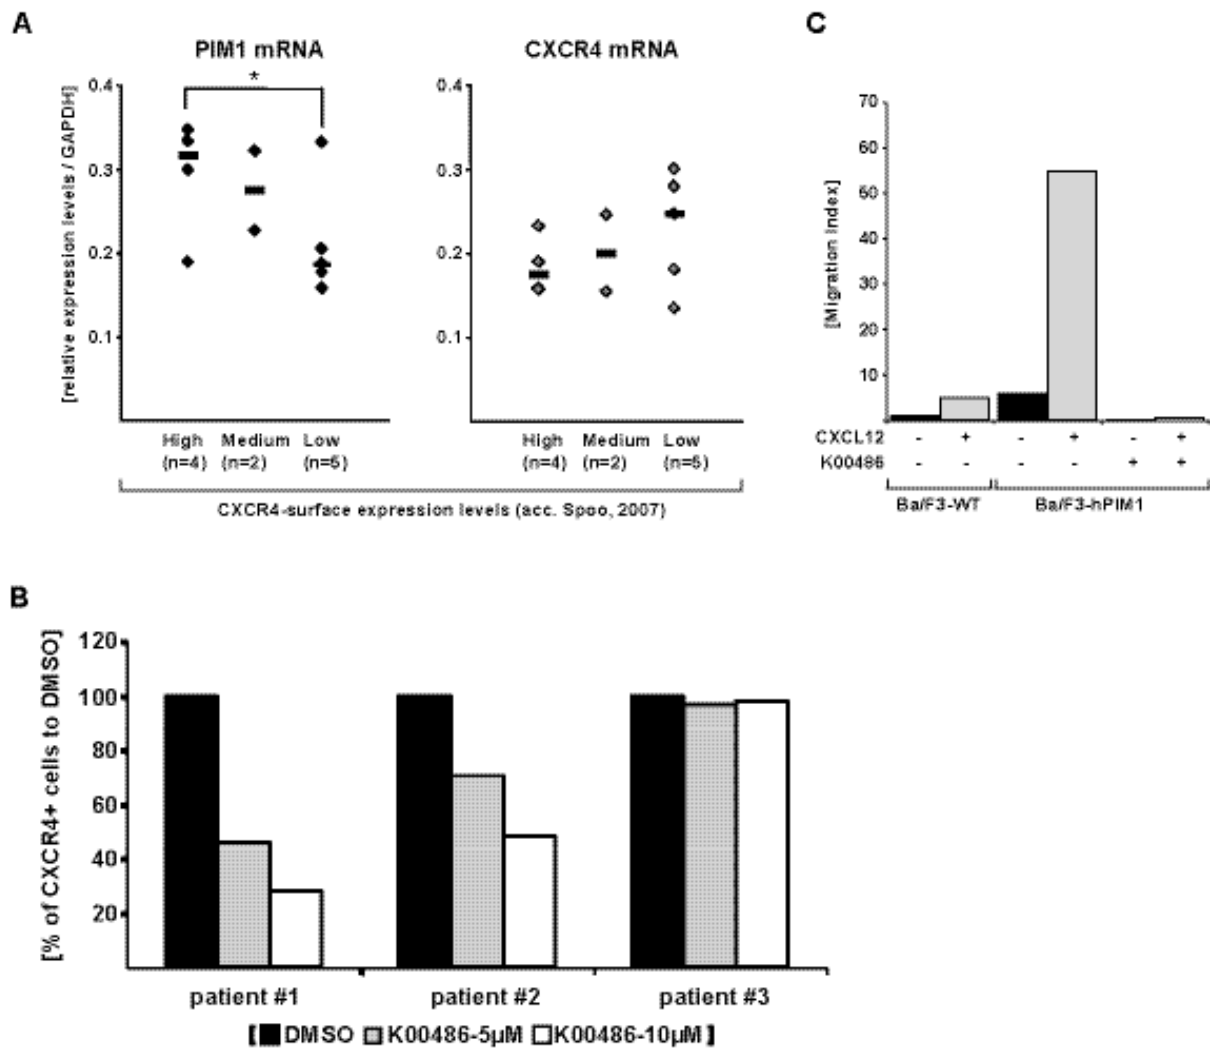 A
PIM1 mRNA
CXCR4 mRNA
[relative expression levels / GAPDH]
0.4
0.3
0.2
0.1
*
0.4
0.3
0.2
0.1
High Medium Low
(n=4) (n=2) (n=5)
High Medium Low
(n=4) (n=2) (n=5)
CXCR4-surface expression levels (acc. Spoo, 2007)
C
[Migration Index]
70
60
50
40
30
20
10
CXCL12 - + - + - +
K00486 - - - - + +
Ba/F3-WT Ba/F3-hPIM1
B
[% of CXCR4+ cells to DMSO]
120
100
80
60
40
20
patient #1 patient #2 patient #3
[ DMSO K00486-5µM K00486-10µM ]